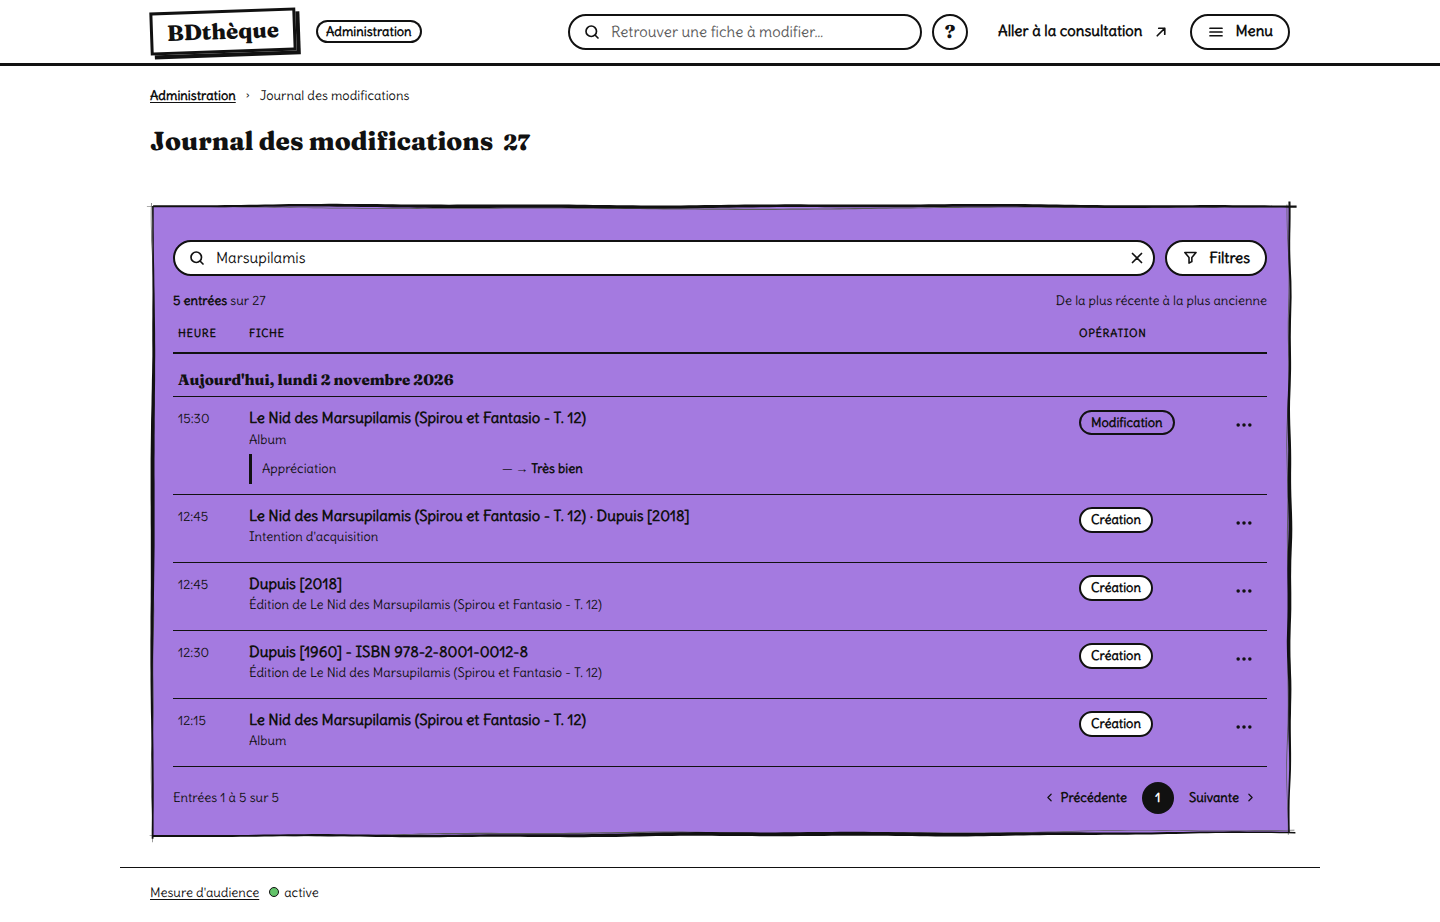 BDthèque
Administration
Retrouver une fiche à modifier...
?
Aller à la consultation
Menu
Administration › Journal des modifications
Journal des modifications 27
Marsupilamis
Filtres
5 entrées sur 27
De la plus récente à la plus ancienne
HEURE FICHE OPÉRATION
Aujourd'hui, lundi 2 novembre 2026
15:30 Le Nid des Marsupilamis (Spirou et Fantasio - T. 12) Modification
Album
Appréciation — → Très bien
12:45 Le Nid des Marsupilamis (Spirou et Fantasio - T. 12) · Dupuis [2018] Création
Intention d'acquisition
12:45 Dupuis [2018] Création
Édition de Le Nid des Marsupilamis (Spirou et Fantasio - T. 12)
12:30 Dupuis [1960] - ISBN 978-2-8001-0012-8 Création
Édition de Le Nid des Marsupilamis (Spirou et Fantasio - T. 12)
12:15 Le Nid des Marsupilamis (Spirou et Fantasio - T. 12) Création
Album
Entrées 1 à 5 sur 5
‹ Précédente 1 Suivante ›
Mesure d'audience active